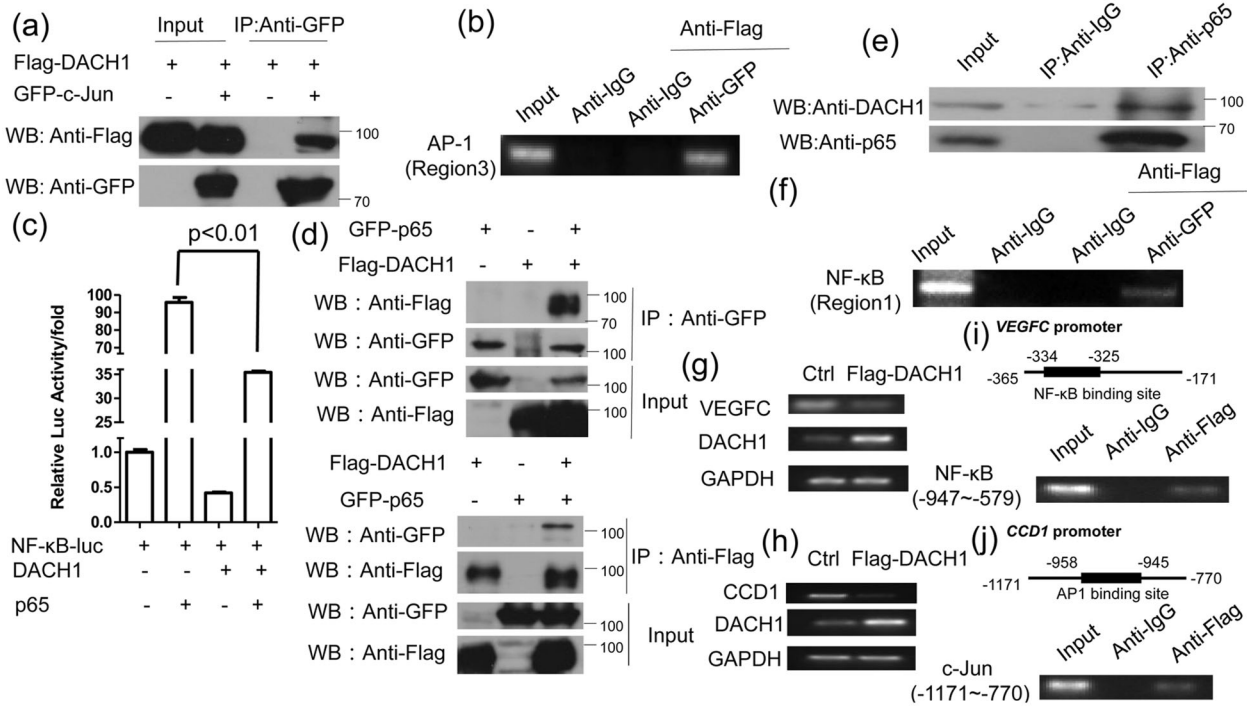 (a)
Input IP:Anti-GFP
Flag-DACH1 + + + +
GFP-c-Jun - + - +
WB: Anti-Flag 100
WB: Anti-GFP 70
(b)
Anti-Flag
Input Anti-IgG Anti-IgG Anti-GFP
AP-1
(Region3)
(c)
p<0.01
Relative Luc Activity/fold
100
90
80
70
35
30
25
1.0
0.5
0.0
NF-κB-luc + + + +
DACH1 - - + +
p65 - + - +
(d)
GFP-p65 + - +
Flag-DACH1 - + +
WB : Anti-Flag 100
70
WB : Anti-GFP 100
IP : Anti-GFP
WB : Anti-GFP 100
WB : Anti-Flag 100
Input
Flag-DACH1 + - +
GFP-p65 - + +
WB : Anti-GFP 100
WB : Anti-Flag 100
IP : Anti-Flag
WB : Anti-GFP 100
WB : Anti-Flag 100
Input
(e)
Input IP:Anti-IgG IP:Anti-p65
WB:Anti-DACH1 100
WB:Anti-p65 70
(f)
Anti-Flag
Input Anti-IgG Anti-IgG Anti-GFP
NF-κB
(Region1)
(g)
Ctrl Flag-DACH1
VEGFC
DACH1
GAPDH
(h)
Ctrl Flag-DACH1
CCD1
DACH1
GAPDH
(i) VEGFC promoter
-334 -325
-365 -171
NF-κB binding site
Input Anti-IgG Anti-Flag
NF-κB
(-947~-579)
(j) CCD1 promoter
-958 -945
-1171 -770
AP1 binding site
Input Anti-IgG Anti-Flag
c-Jun
(-1171~-770)